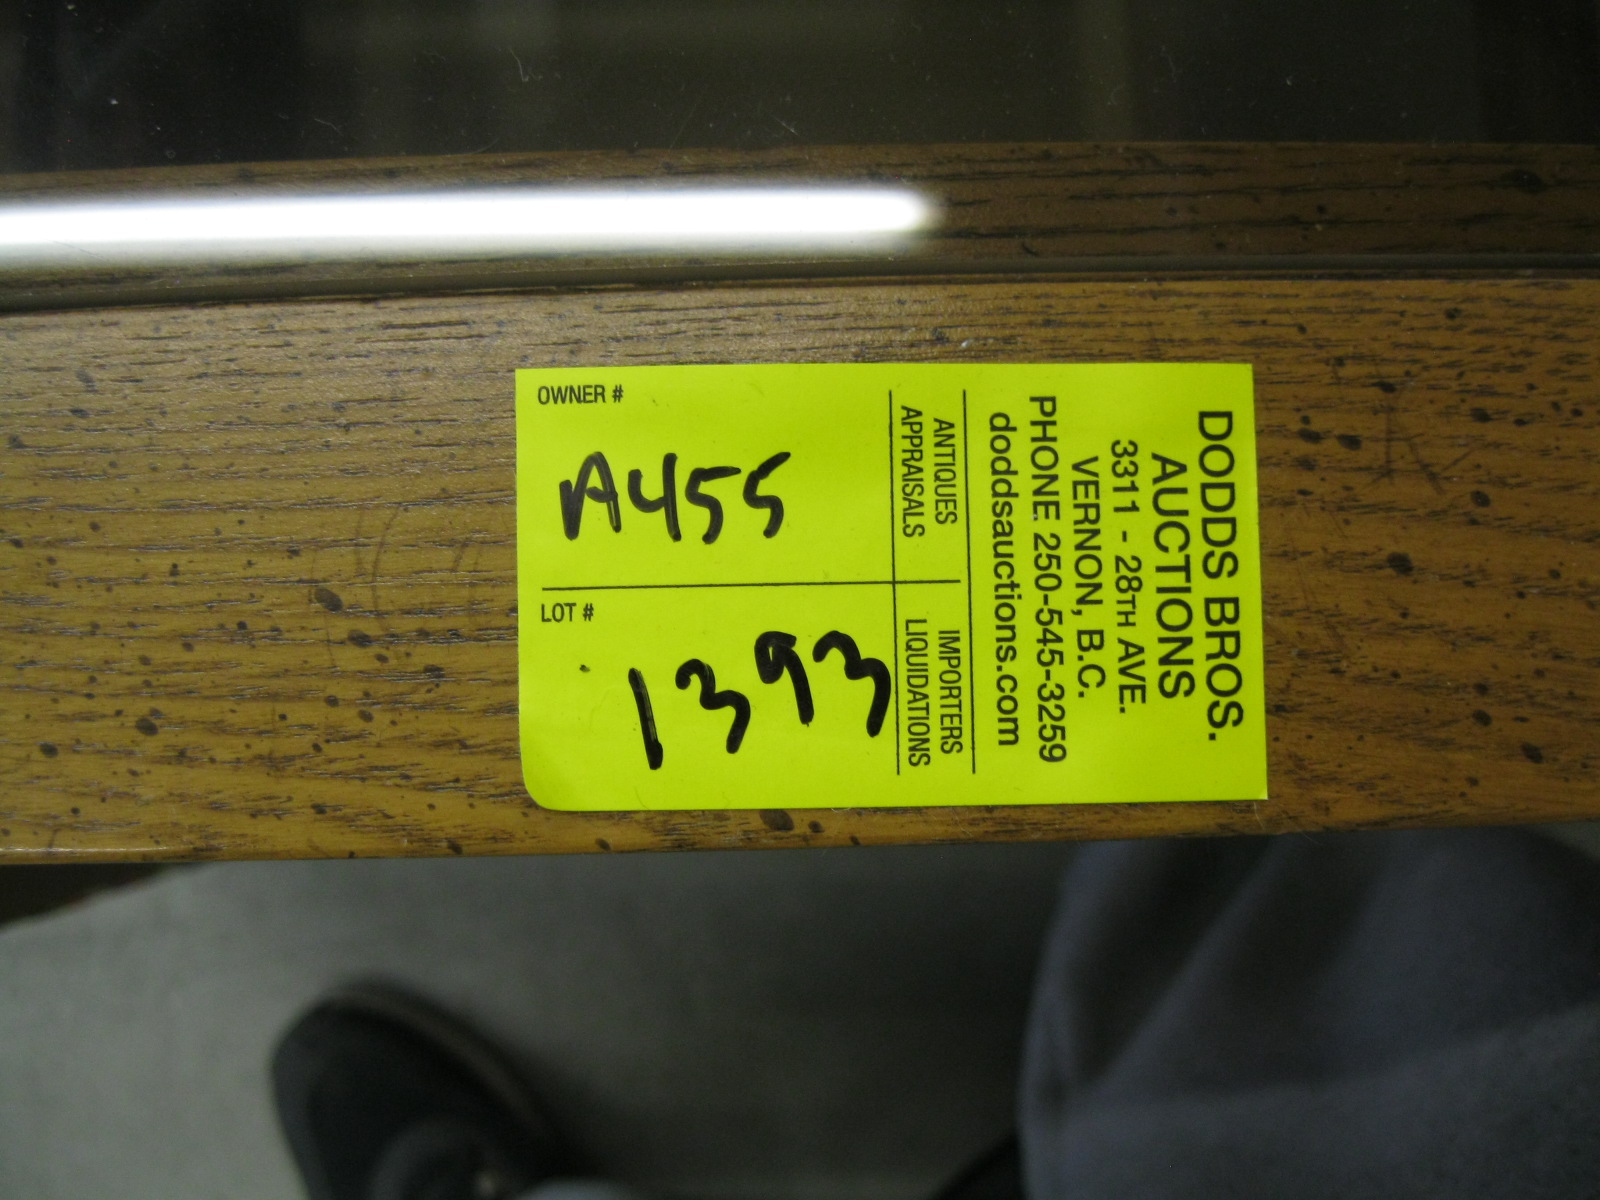 DODDS BROS.
AUCTIONS
3311 - 28TH AVE.
VERNON, B.C.
PHONE 250-545-3259
doddsauctions.com
ANTIQUES IMPORTERS
APPRAISALS LIQUIDATIONS
OWNER #
A455
LOT #
1393